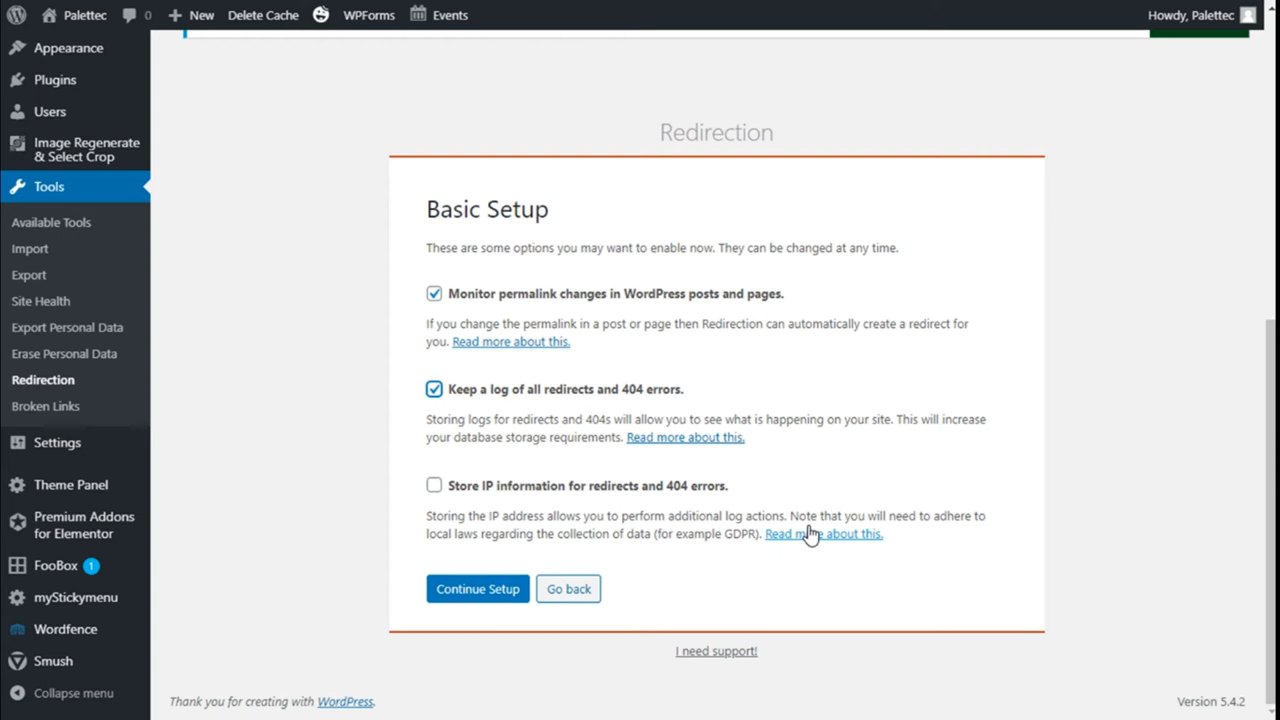 Palettec
0
New
Delete Cache
WPForms
Events
Howdy, Palettec
Appearance
Plugins
Users
Image Regenerate
& Select Crop
Tools
Available Tools
Import
Export
Site Health
Export Personal Data
Erase Personal Data
Redirection
Broken Links
Settings
Theme Panel
Premium Addons
for Elementor
FooBox 1
myStickymenu
Wordfence
Smush
Collapse menu
Redirection
Basic Setup
These are some options you may want to enable now. They can be changed at any time.
Monitor permalink changes in WordPress posts and pages.
If you change the permalink in a post or page then Redirection can automatically create a redirect for
you. Read more about this.
Keep a log of all redirects and 404 errors.
Storing logs for redirects and 404s will allow you to see what is happening on your site. This will increase
your database storage requirements. Read more about this.
Store IP information for redirects and 404 errors.
Storing the IP address allows you to perform additional log actions. Note that you will need to adhere to
local laws regarding the collection of data (for example GDPR). Read more about this.
Continue Setup
Go back
I need support!
Thank you for creating with WordPress.
Version 5.4.2